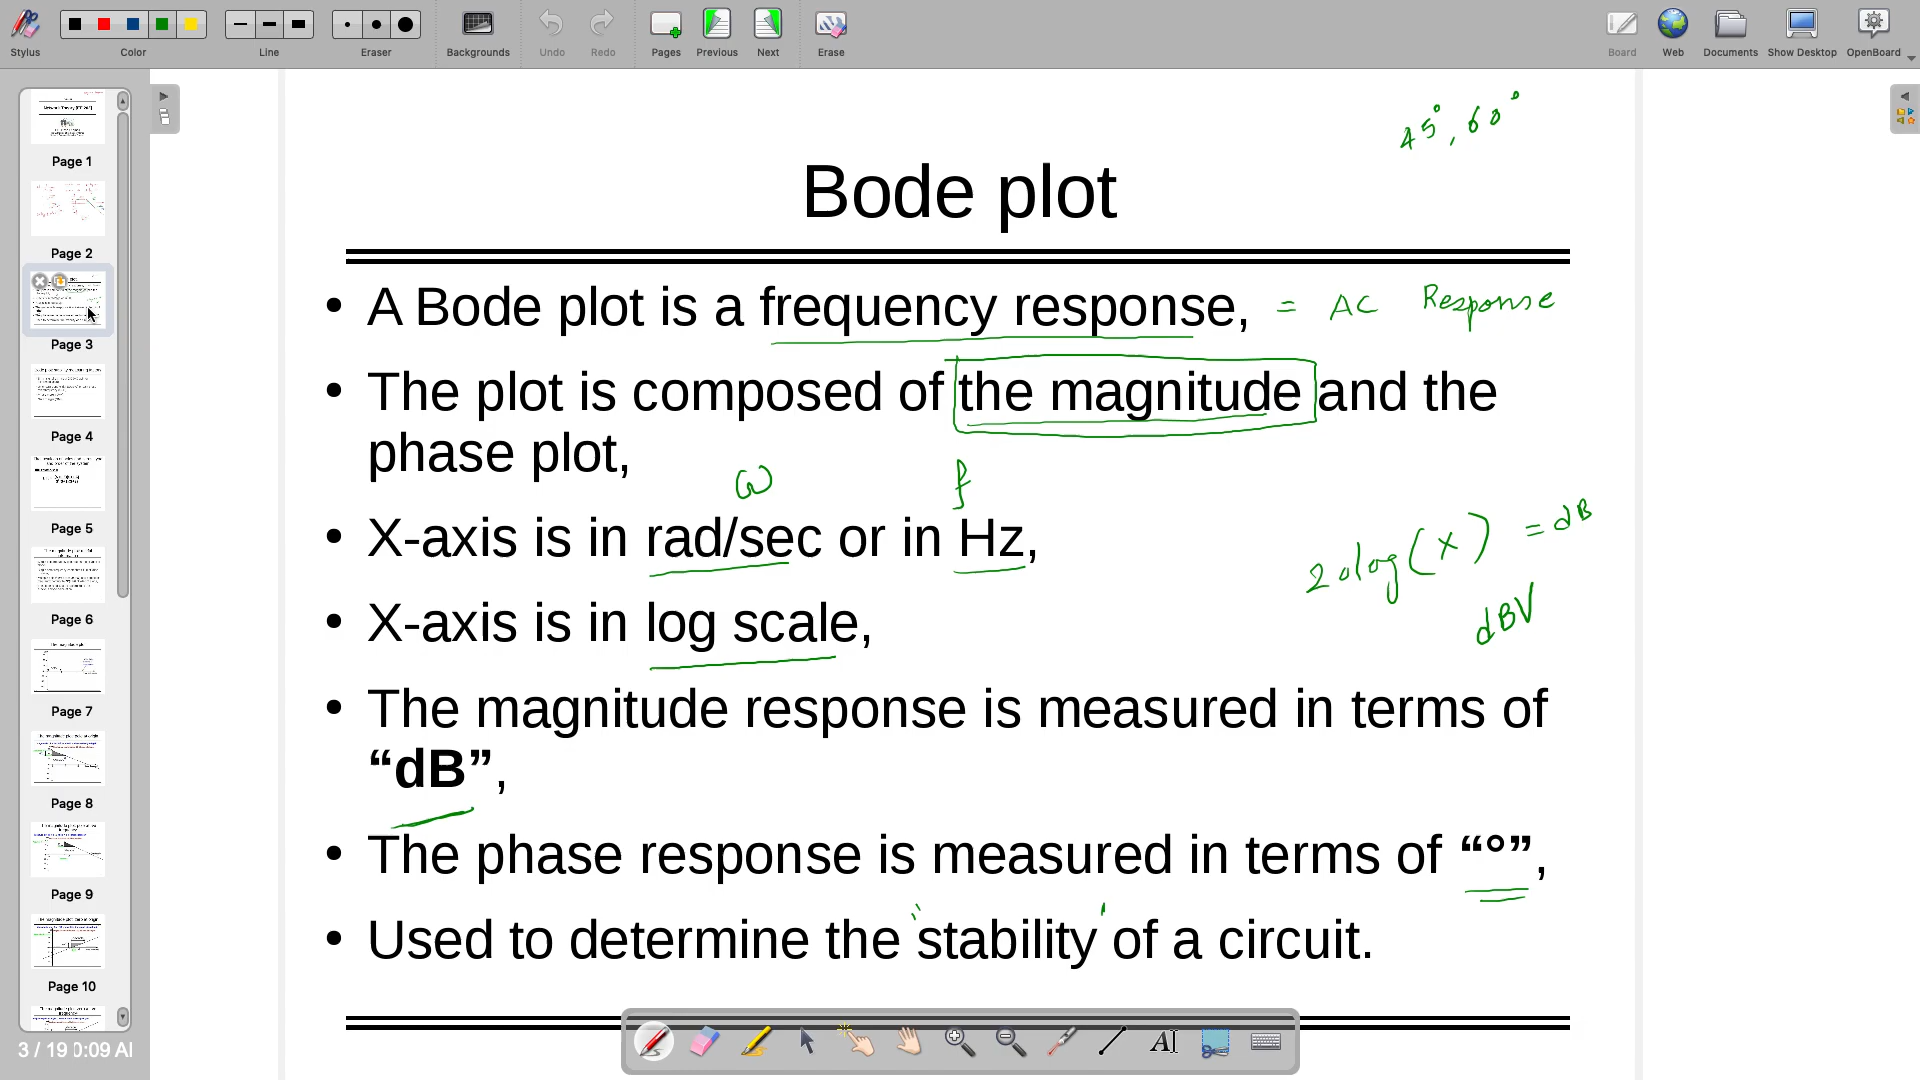 Stylus Color Line Eraser Backgrounds Undo Redo Pages Previous Next Erase Board Web Documents Show Desktop OpenBoard
Page 1
Page 2
Page 3
Page 4
Page 5
Page 6
Page 7
Page 8
Page 9
Page 10
3 / 19
45°, 60°
Bode plot
• A Bode plot is a frequency response, = AC Response
• The plot is composed of the magnitude and the
phase plot,
ω f
• X-axis is in rad/sec or in Hz,
20log(x) = dB
dBV
• X-axis is in log scale,
• The magnitude response is measured in terms of
“dB”,
• The phase response is measured in terms of “°”,
• Used to determine the stability of a circuit.
AI